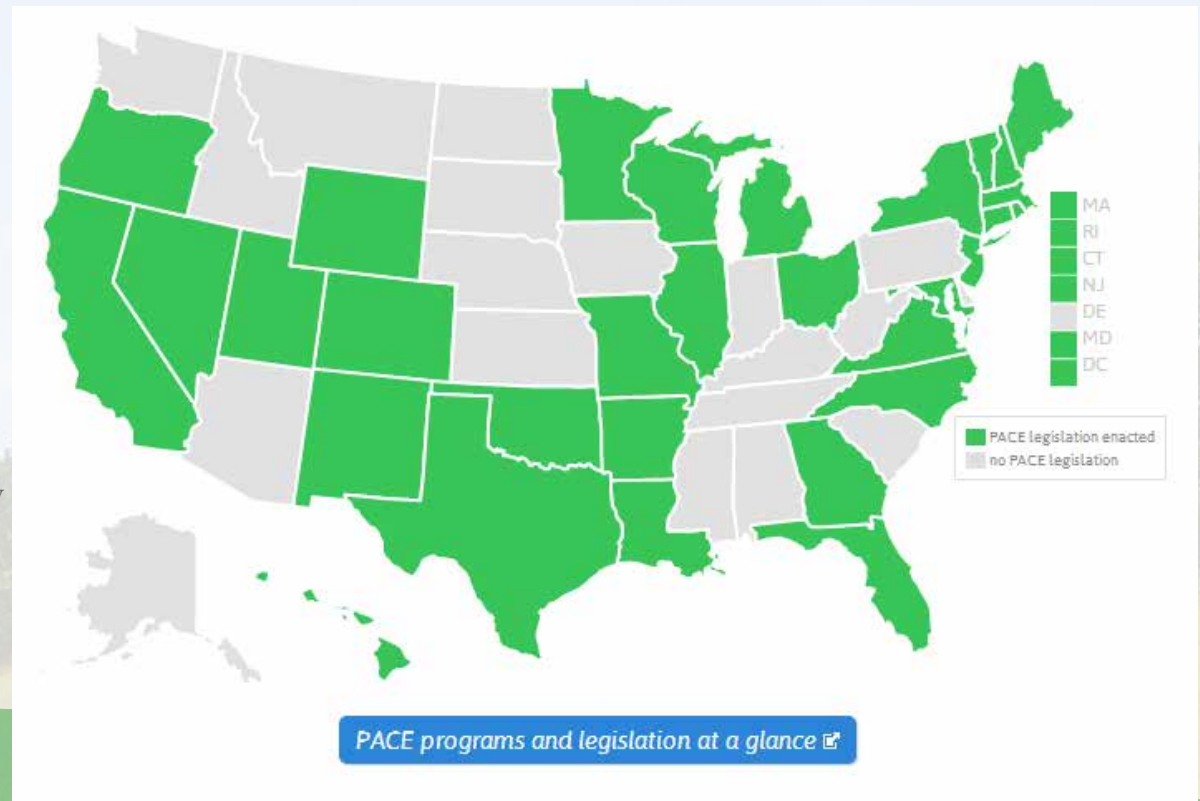 MA
RI
CT
NJ
DE
MD
DC
PACE legislation enacted
no PACE legislation
PACE programs and legislation at a glance